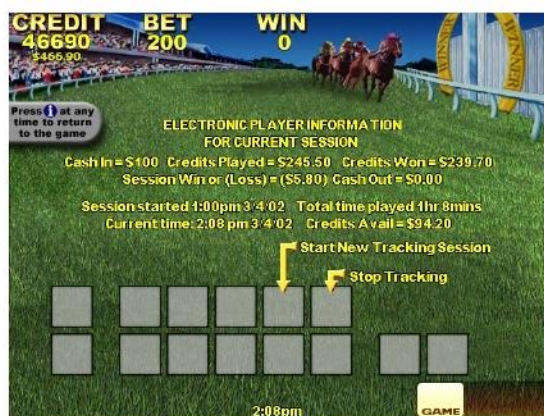 CREDIT BET WIN
46690 200 0
$466.90
WINNER
WINNER
Press i at any
time to return
to the game
ELECTRONIC PLAYER INFORMATION
FOR CURRENT SESSION
Cash In = $100 Credits Played = $245.50 Credits Won = $239.70
Session Win or (Loss) = ($5.80) Cash Out = $0.00
Session started 1:00pm 3/4/02 Total time played 1hr 8mins
Current time: 2:08 pm 3/4/02 Credits Avail = $94.20
Start New Tracking Session
Stop Tracking
2:08pm
GAME